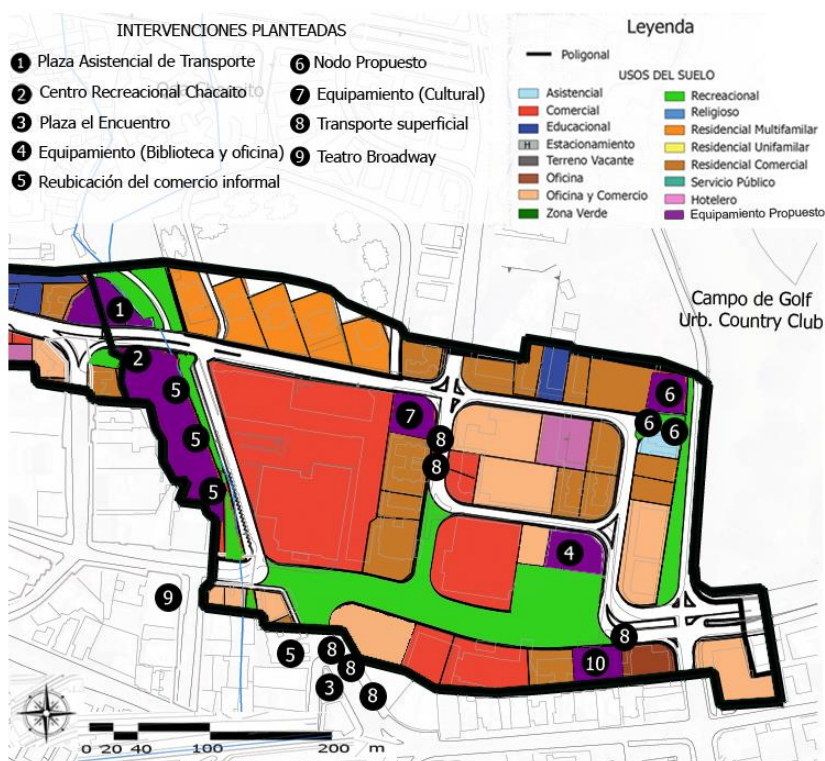 INTERVENCIONES PLANTEADAS
1 Plaza Asistencial de Transporte
2 Centro Recreacional Chacaito
3 Plaza el Encuentro
4 Equipamiento (Biblioteca y oficina)
5 Reubicación del comercio informal
6 Nodo Propuesto
7 Equipamiento (Cultural)
8 Transporte superficial
9 Teatro Broadway
Leyenda
Poligonal
USOS DEL SUELO
Asistencial
Comercial
Educacional
H Estacionamiento
Terreno Vacante
Oficina
Oficina y Comercio
Zona Verde
Recreacional
Religioso
Residencial Multifamilar
Residencial Unifamilar
Residencial Comercial
Servicio Público
Hotelero
Equipamiento Propuesto
Campo de Golf
Urb. Country Club
1
2
5
5
5
7
8
8
6
6
6
4
9
5
8
8
3
8
8
10
0 20 40 100 200 m